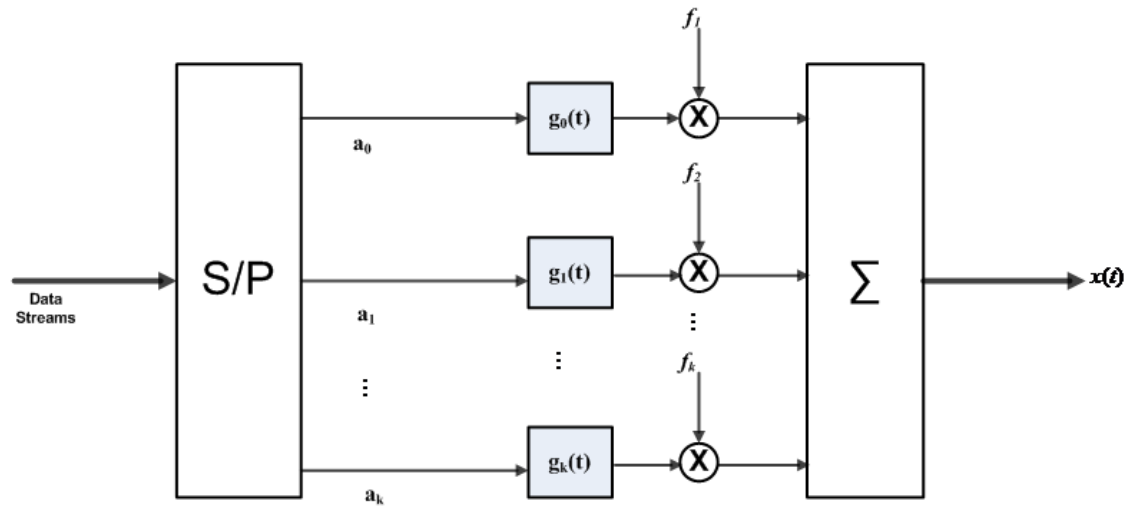 f1
g0(t)
X
a0
f2
S/P
g1(t)
X
∑
x(t)
Data
Streams
a1
⋮
⋮
⋮
fk
gk(t)
X
ak